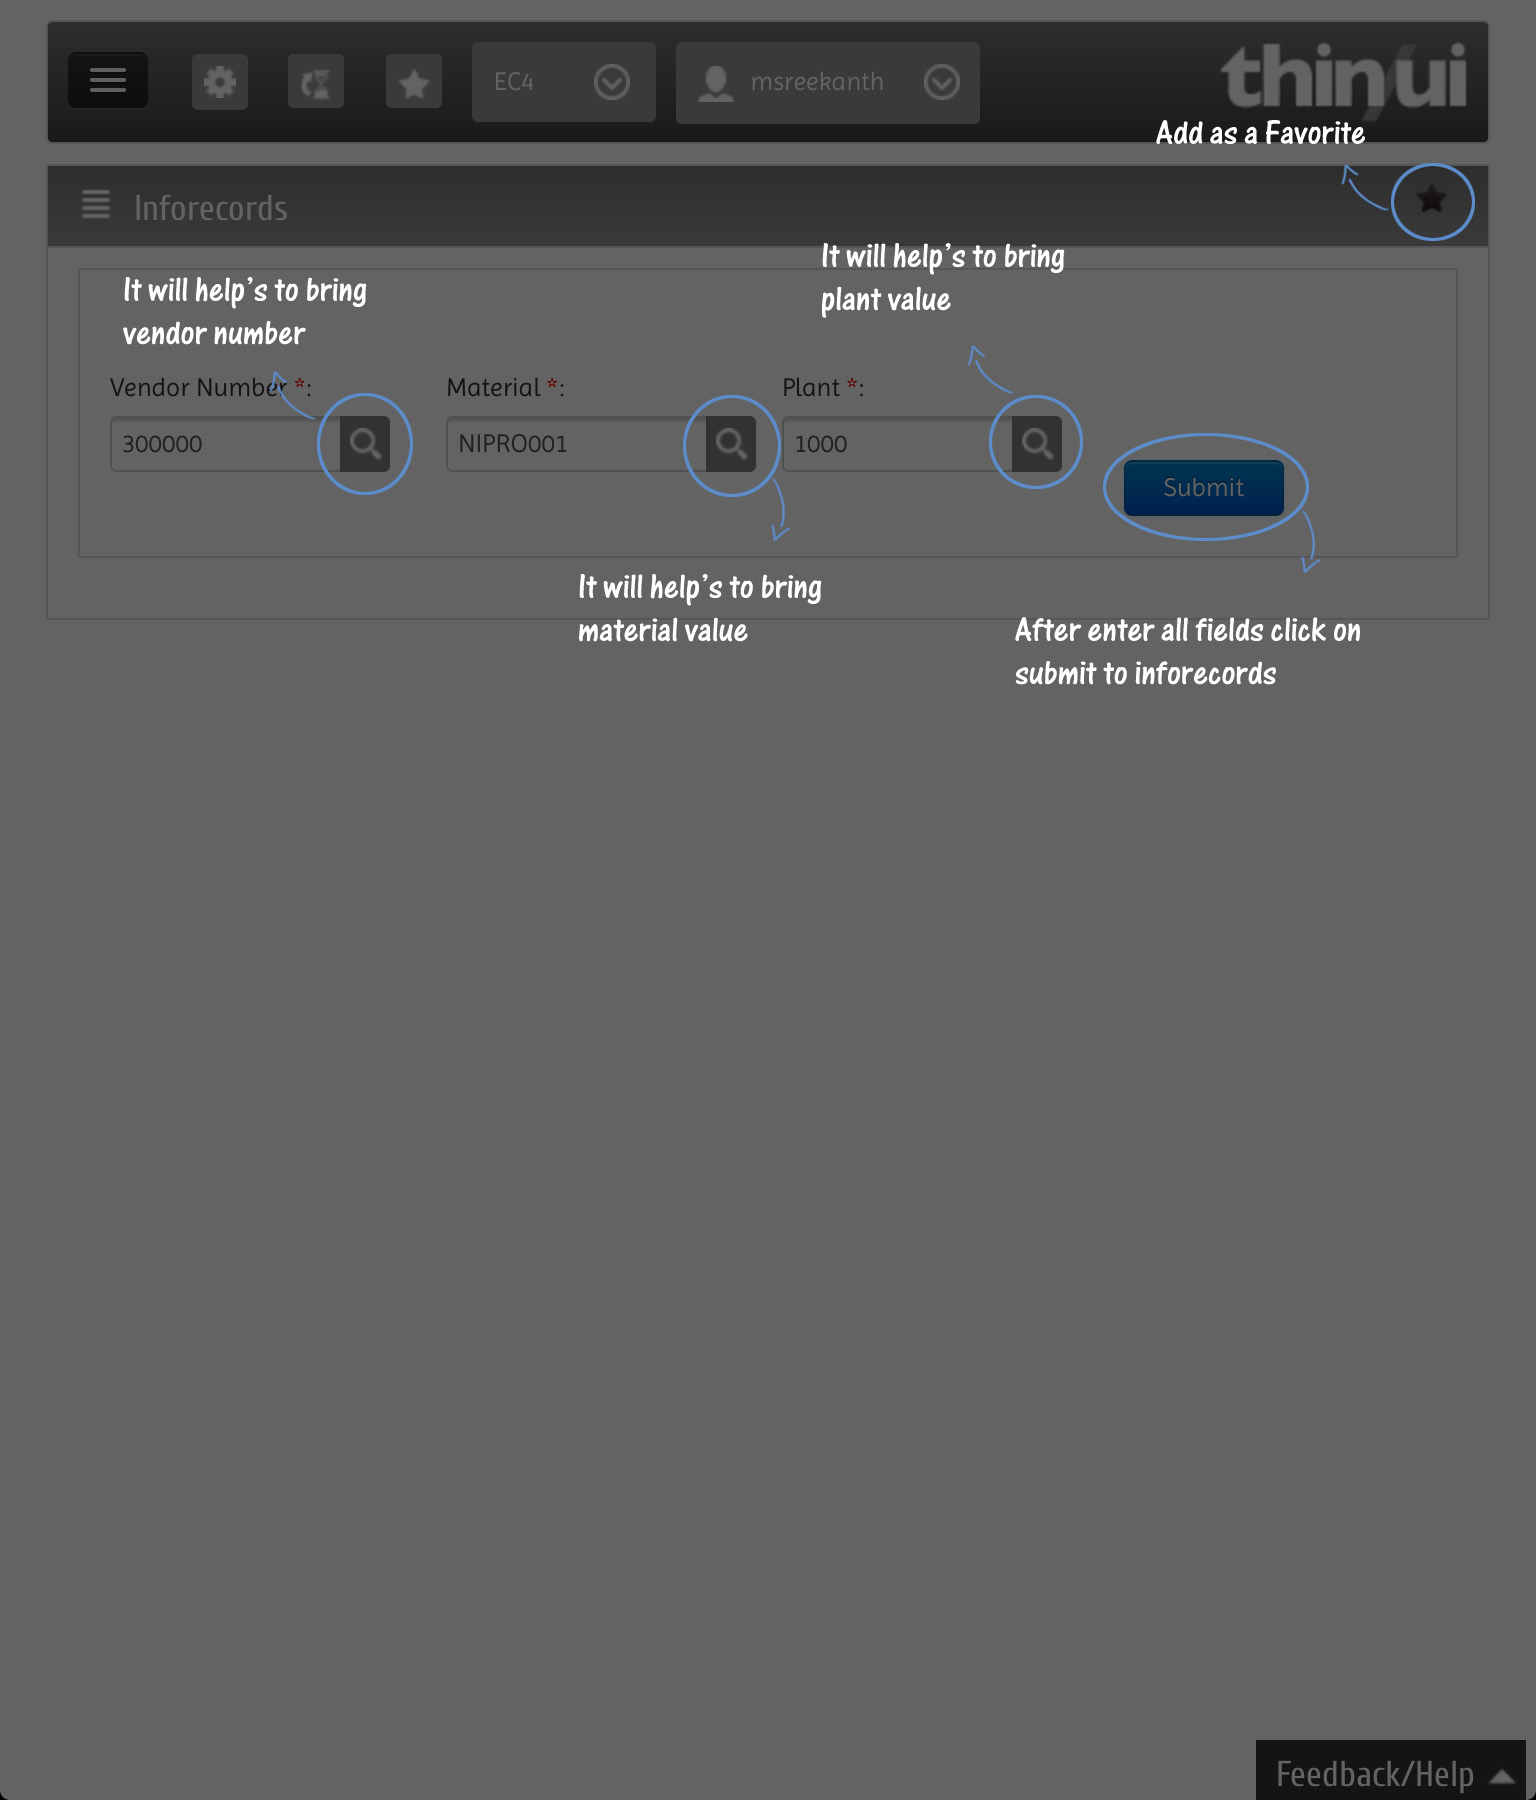 EC4
msreekanth
thin/ui
Add as a Favorite
Inforecords
It will help's to bring
plant value
It will help's to bring
vendor number
Vendor Number *:
Material *:
Plant *:
300000
NIPRO001
1000
Submit
It will help's to bring
material value
After enter all fields click on
submit to inforecords
Feedback/Help